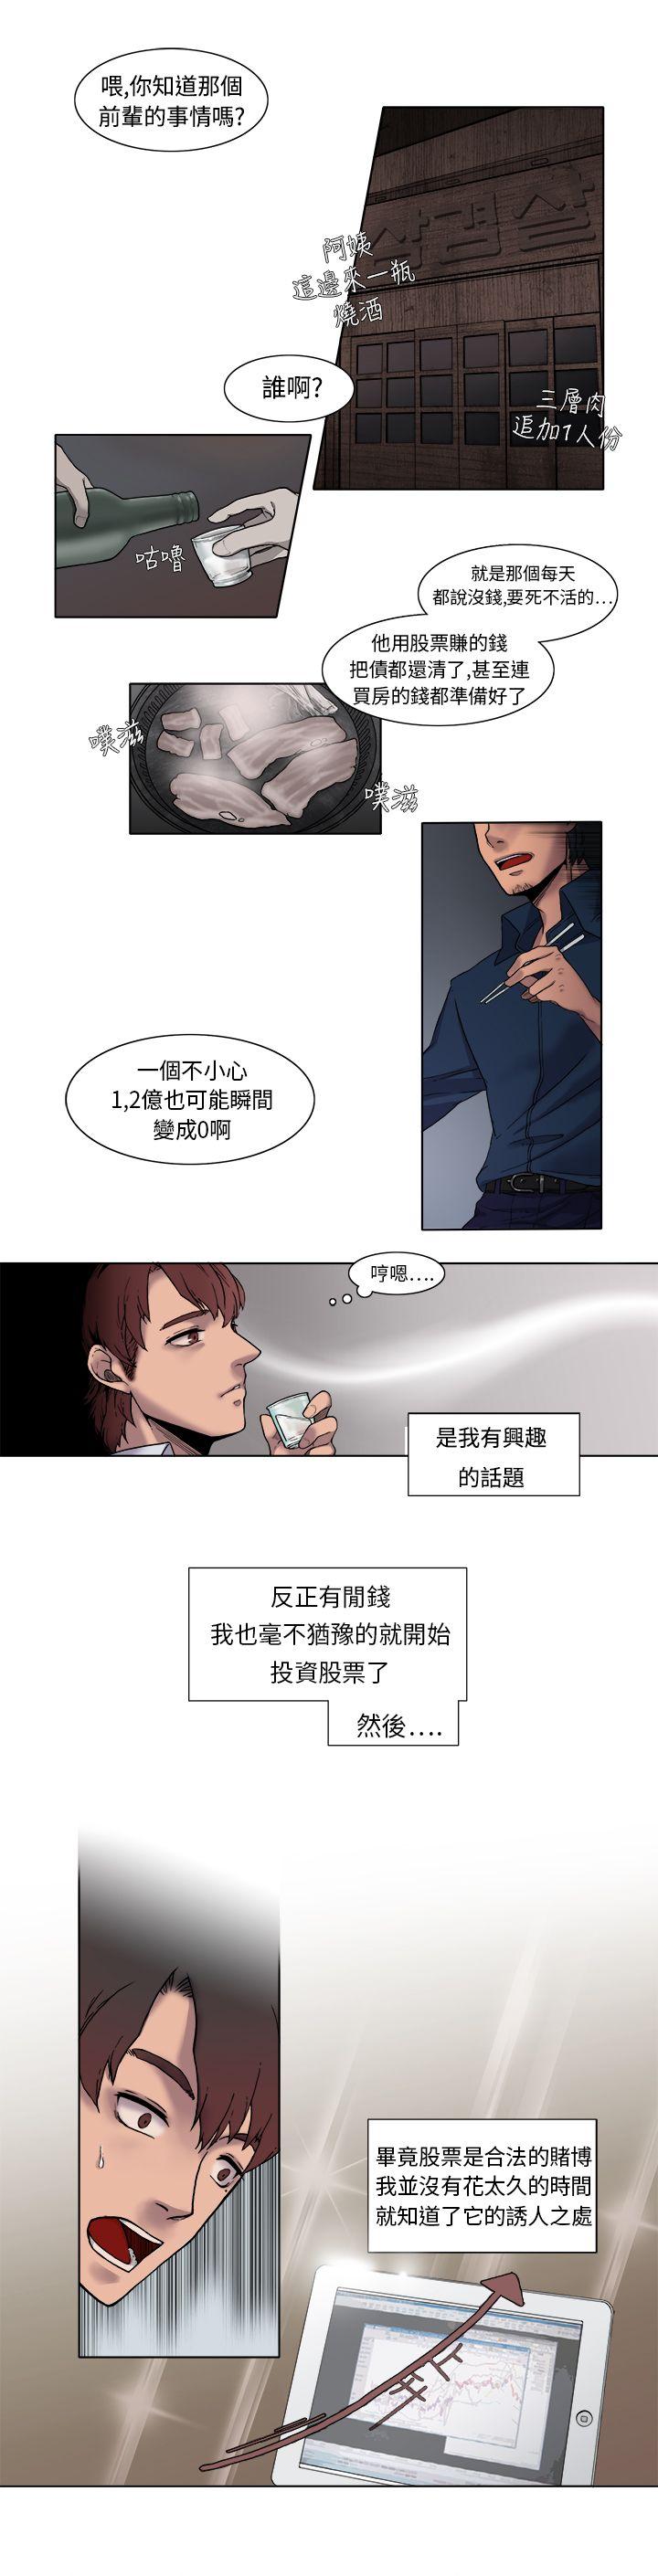 喂,你知道那個
前輩的事情嗎?
삭겹살
阿姨
這邊來一瓶
燒酒
誰啊?
三層肉
追加1人份
咕嚕
就是那個每天
都說沒錢,要死不活的...
他用股票賺的錢
把債都還清了,甚至連
買房的錢都準備好了
噗滋
噗滋
一個不小心
1,2億也可能瞬間
變成0啊
哼嗯....
是我有興趣
的話題
反正有閒錢
我也毫不猶豫的就開始
投資股票了
然後....
畢竟股票是合法的賭博
我並沒有花太久的時間
就知道了它的誘人之處